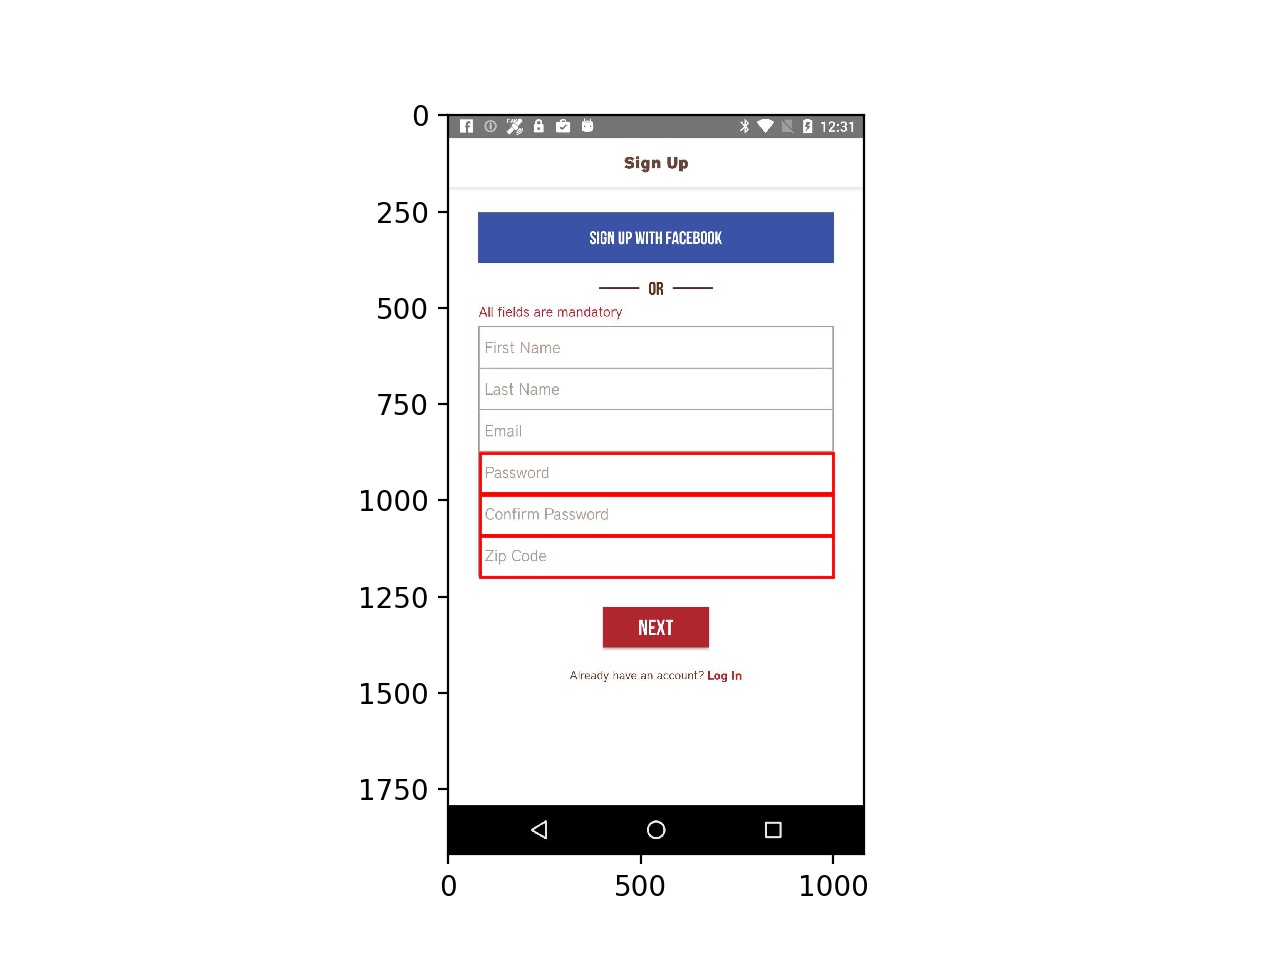 0
250
500
750
1000
1250
1500
1750
12:31
Sign Up
SIGN UP WITH FACEBOOK
OR
All fields are mandatory
First Name
Last Name
Email
Password
Confirm Password
Zip Code
NEXT
Already have an account? Log In
0 500 1000